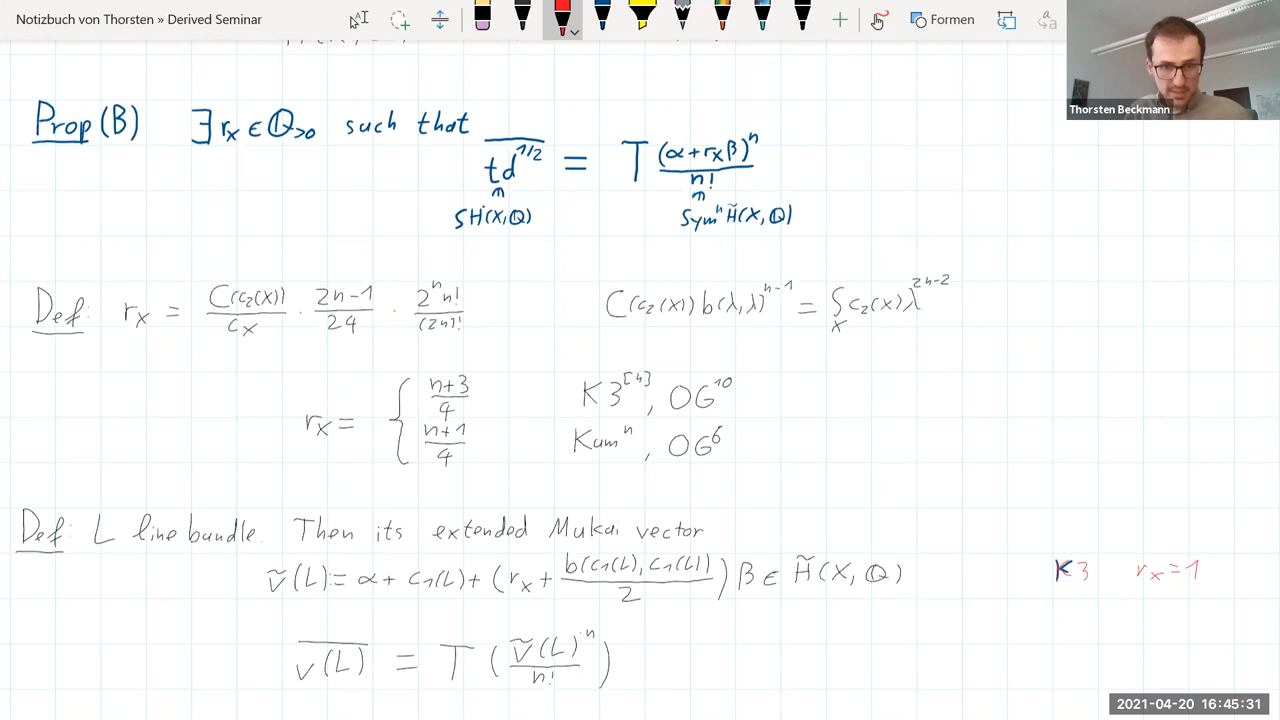 Notizbuch von Thorsten » Derived Seminar
Formen
Thorsten Beckmann
Prop (B) ∃ r_X ∈ ℚ_{>0} such that
\overline{td^{1/2}} = T (α + r_X β)^n / n!
∈ SH(X,ℚ) ∈ Sym^n H̃(X,ℚ)
Def: r_X = C(c_2(X)) / c_X · 2n-1 / 24 · 2^n n! / (2n)! C(c_2(X)) b(λ,λ)^{n-1} = ∫_X c_2(X) λ^{2n-2}
r_X = { n+3 / 4 K3^{[n]}, OG^{10}
n+1 / 4 Kum^n, OG^6
Def: L line bundle. Then its extended Mukai vector
ṽ(L) = α + c_1(L) + (r_X + b(c_1(L), c_1(L)) / 2) β ∈ H̃(X,ℚ) K3 r_X = 1
\overline{v(L)} = T (ṽ(L)^n / n!)
2021-04-20 16:45:31